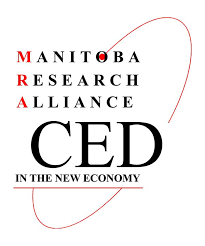 MANITOBA
RESEARCH
ALLIANCE
CED
IN THE NEW ECONOMY